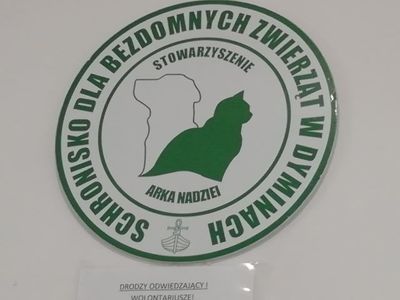 SCHRONISKO DLA BEZDOMNYCH ZWIERZĄT W DYMINACH
STOWARZYSZENIE
ARKA NADZIEI
DRODZY ODWIEDZAJĄCY I
WOLONTARIUSZE!